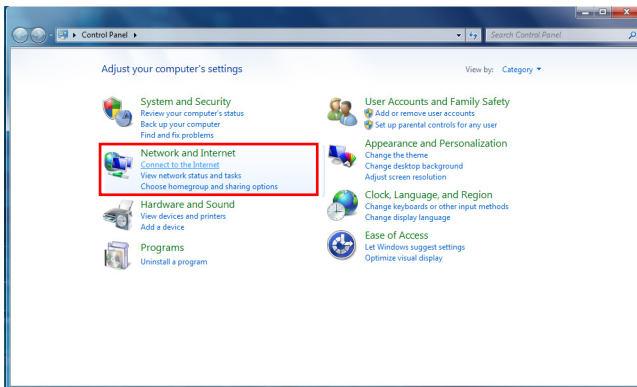 Control Panel
Search Control Panel
Adjust your computer's settings
View by: Category
System and Security
Review your computer's status
Back up your computer
Find and fix problems
Network and Internet
Connect to the Internet
View network status and tasks
Choose homegroup and sharing options
Hardware and Sound
View devices and printers
Add a device
Programs
Uninstall a program
User Accounts and Family Safety
Add or remove user accounts
Set up parental controls for any user
Appearance and Personalization
Change the theme
Change desktop background
Adjust screen resolution
Clock, Language, and Region
Change keyboards or other input methods
Change display language
Ease of Access
Let Windows suggest settings
Optimize visual display